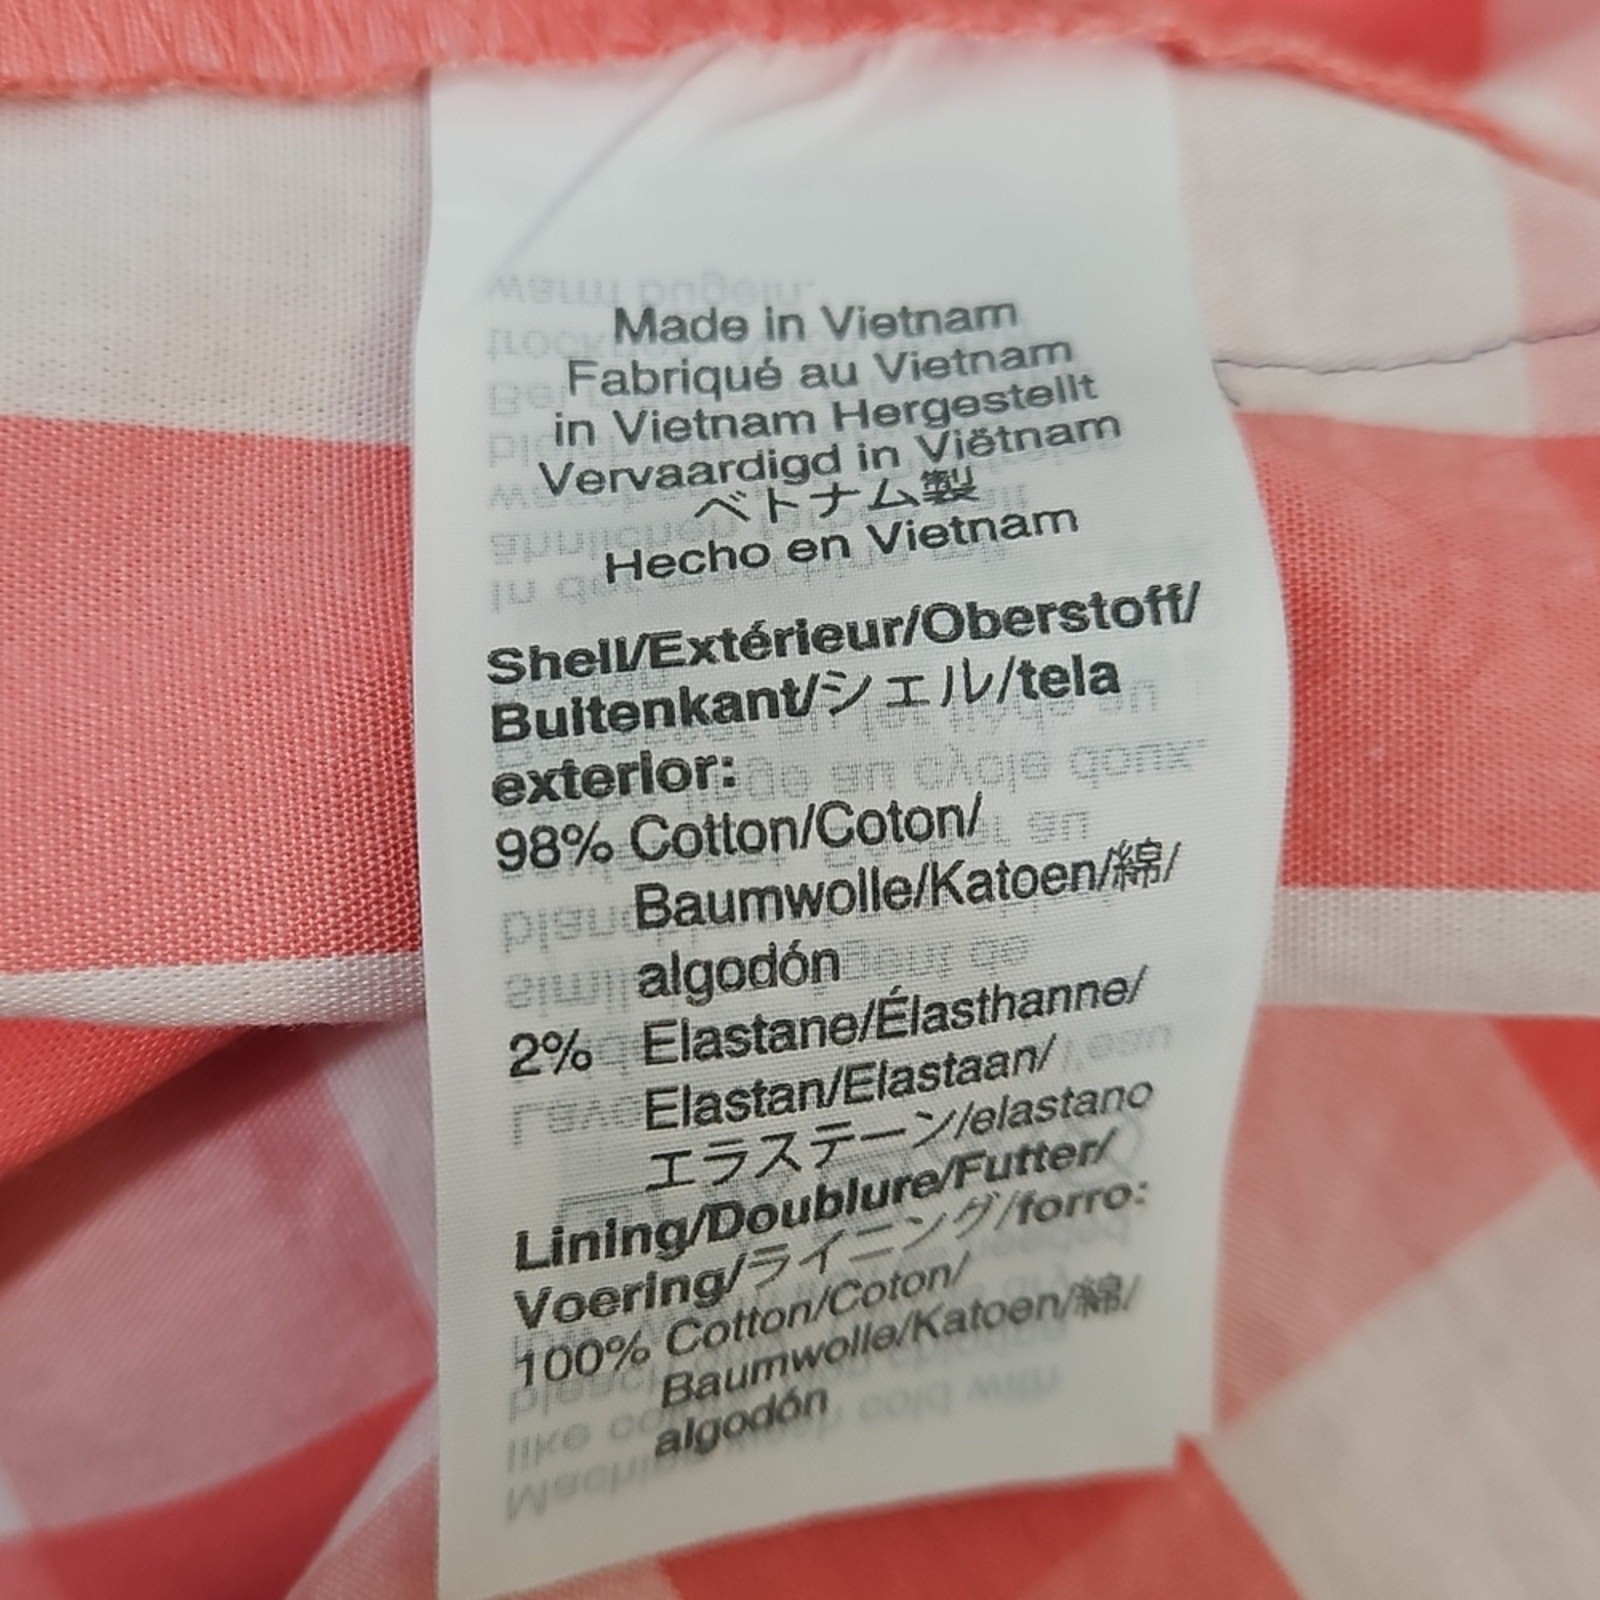 Made in Vietnam
Fabriqué au Vietnam
in Vietnam Hergestellt
Vervaardigd in Viëtnam
ベトナム製
Hecho en Vietnam
Shell/Extérieur/Oberstoff/
Buitenkant/シェル/tela
exterior:
98% Cotton/Coton/
Baumwolle/Katoen/綿/
algodón
2% Elastane/Élasthanne/
Elastan/Elastaan/
エラステーン/elastano
Lining/Doublure/Futter/
Voering/ライニング/forro:
100% Cotton/Coton/
Baumwolle/Katoen/綿/
algodón